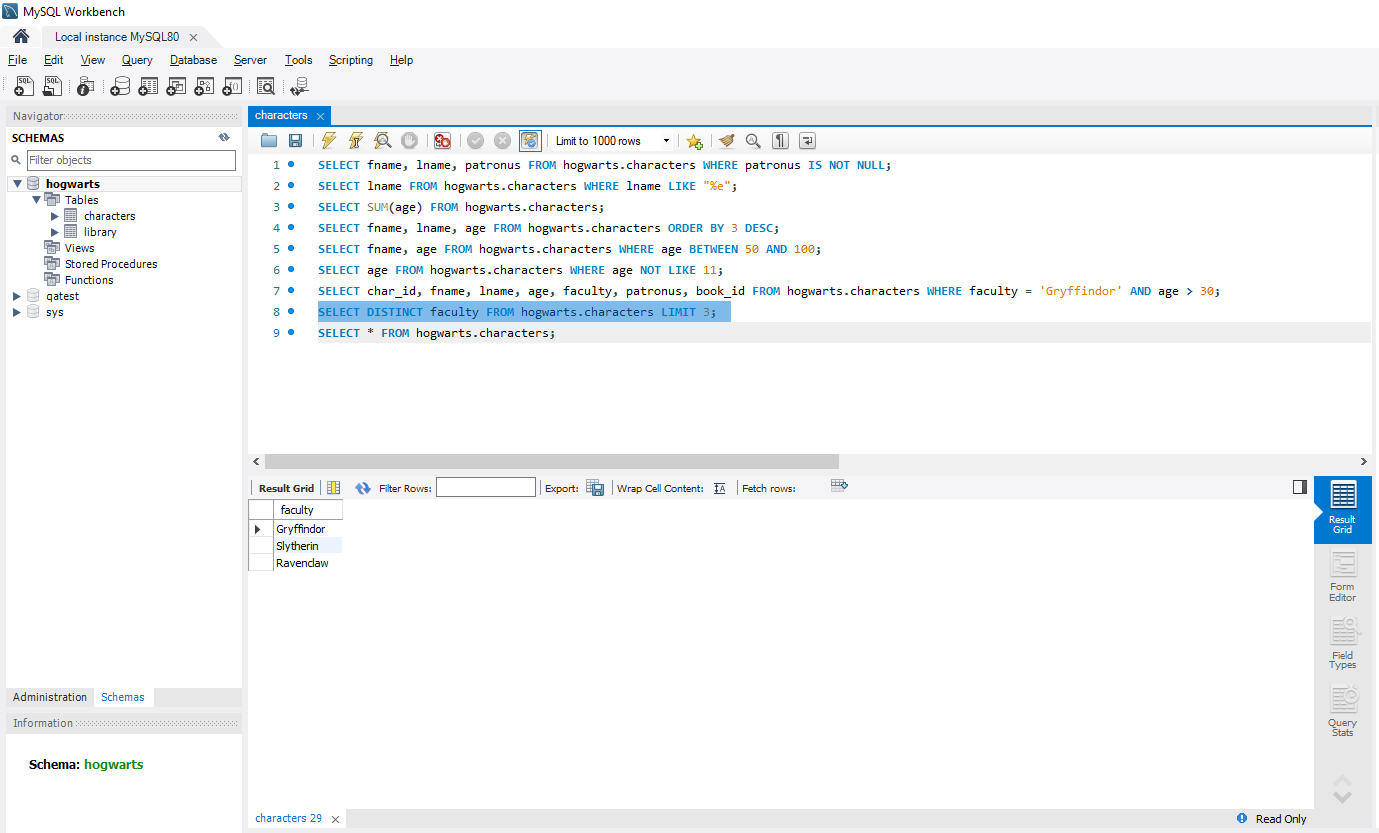 MySQL Workbench
Local instance MySQL80
File Edit View Query Database Server Tools Scripting Help
Navigator
SCHEMAS
Filter objects
hogwarts
Tables
characters
library
Views
Stored Procedures
Functions
qatest
sys
Administration Schemas
Information
Schema: hogwarts
characters
Limit to 1000 rows
1 SELECT fname, lname, patronus FROM hogwarts.characters WHERE patronus IS NOT NULL;
2 SELECT lname FROM hogwarts.characters WHERE lname LIKE "%e";
3 SELECT SUM(age) FROM hogwarts.characters;
4 SELECT fname, lname, age FROM hogwarts.characters ORDER BY 3 DESC;
5 SELECT fname, age FROM hogwarts.characters WHERE age BETWEEN 50 AND 100;
6 SELECT age FROM hogwarts.characters WHERE age NOT LIKE 11;
7 SELECT char_id, fname, lname, age, faculty, patronus, book_id FROM hogwarts.characters WHERE faculty = 'Gryffindor' AND age > 30;
8 SELECT DISTINCT faculty FROM hogwarts.characters LIMIT 3;
9 SELECT * FROM hogwarts.characters;
Result Grid Filter Rows: Export: Wrap Cell Content: Fetch rows:
faculty
Gryffindor
Slytherin
Ravenclaw
Result
Grid
Form
Editor
Field
Types
Query
Stats
characters 29
Read Only